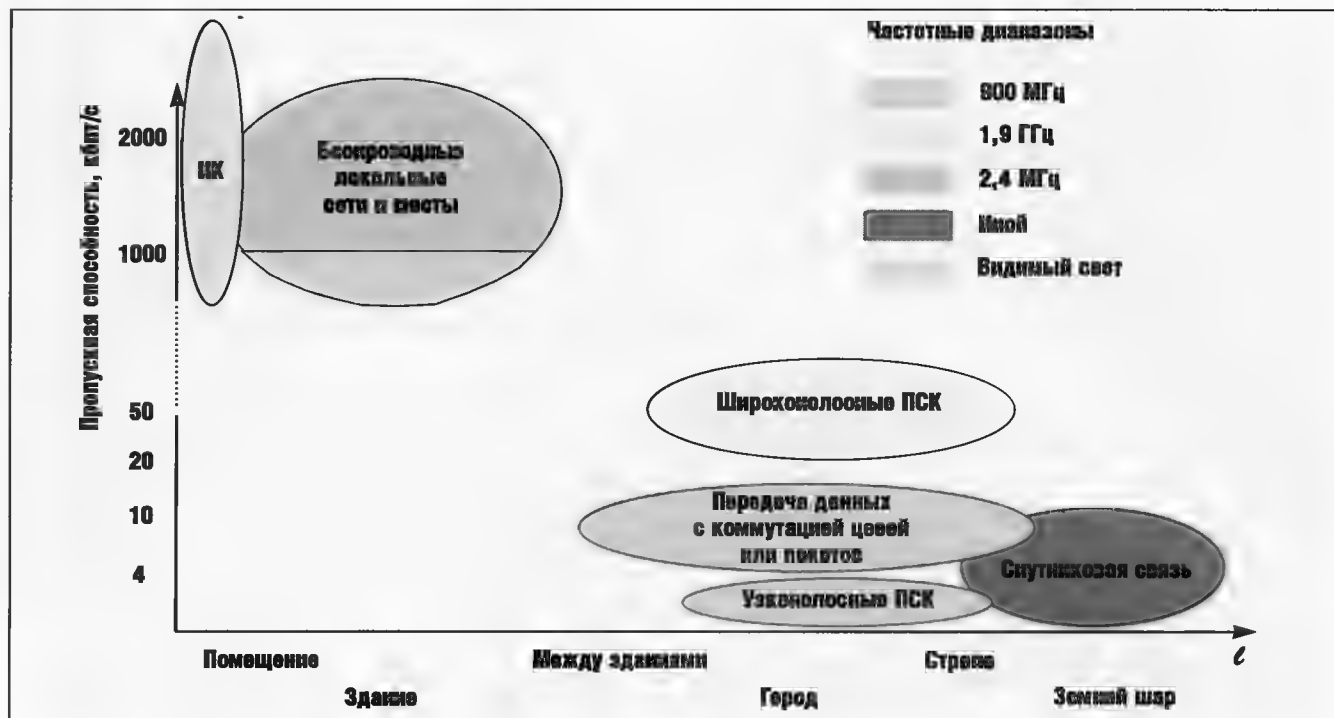 Частотные диапазоны
900 МГц
1,9 ГГц
2,4 МГц
Иной
Видимый свет
Пропускная способность, кбит/с
2000
1000
50
20
10
4
ИК
Беспроводные
локальные
сети и мосты
Широкополосные ПСК
Передача данных
с коммутацией цепей
или пакетов
Спутниковая связь
Узкополосные ПСК
Помещение
Между зданиями
Страна
ℓ
Здание
Город
Земной шар